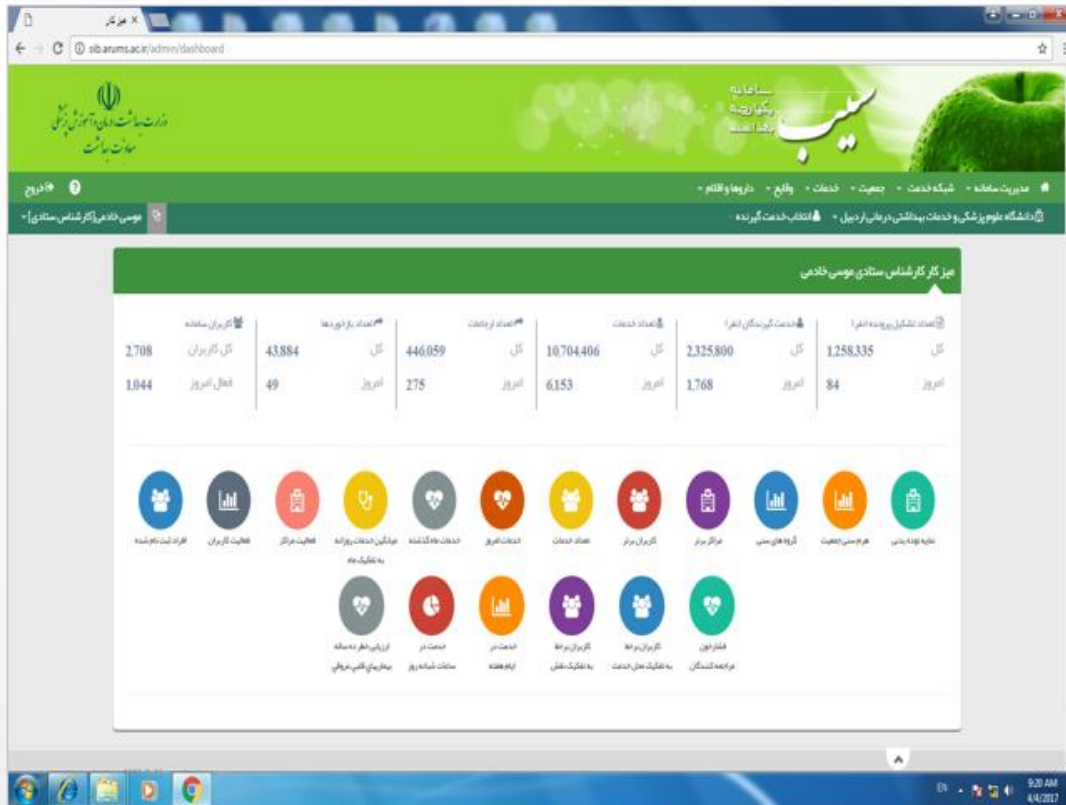 میز کار
sib.arums.ac.ir/admin/dashboard
وزارت بهداشت، درمان و آموزش پزشکی
معاونت بهداشت
سامانه
یکپارچه
بهداشت
سیب
مدیریت سامانه شبکه خدمت جمعیت خدمات وقایع داروها و اقلام
خروج
دانشگاه علوم پزشکی و خدمات بهداشتی درمانی اردبیل انتخاب خدمت گیرنده
موسی خادمی[کارشناس ستادی]
میز کار کارشناس ستادی موسی خادمی
تعداد تشکیل پرونده (نفر) خدمت گیرندگان (نفر) تعداد خدمات تعداد ارجاعات تعداد بازخوردها کاربران سامانه
کل 1,258,335 کل 2,325,800 کل 10,704,406 کل 446,059 کل 43,884 کل کاربران 2,708
امروز 84 امروز 1,768 امروز 6,153 امروز 275 امروز 49 فعال امروز 1,044
نمایه توده بدنی هرم سنی جمعیت گروه های سنی مراکز برتر کاربران برتر تعداد خدمات خدمات امروز خدمات ماه گذشته میانگین خدمات روزانه فعالیت مراکز فعالیت کاربران افراد ثبت نام شده
به تفکیک ماه
فشار خون کاربران بر خط کاربران بر خط خدمت در خدمت در ارزیابی خطر ده ساله
مراجعه کنندگان به تفکیک محل خدمت به تفکیک نقش ایام هفته ساعات شبانه روز بیماریهای قلبی عروقی
EN 9:20 AM
4/4/2017